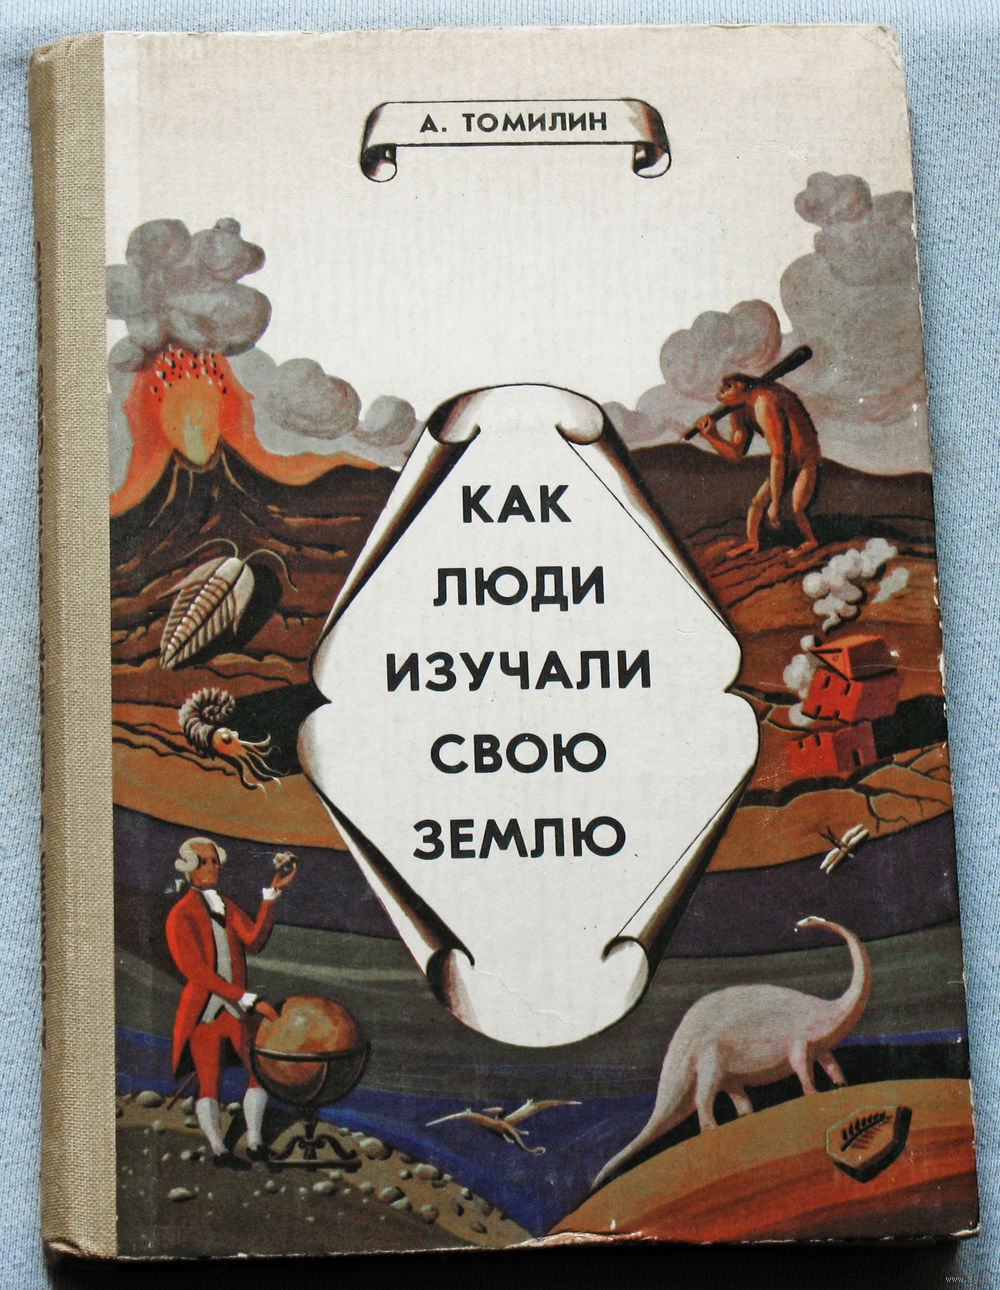 А. ТОМИЛИН
КАК
ЛЮДИ
ИЗУЧАЛИ
СВОЮ
ЗЕМЛЮ